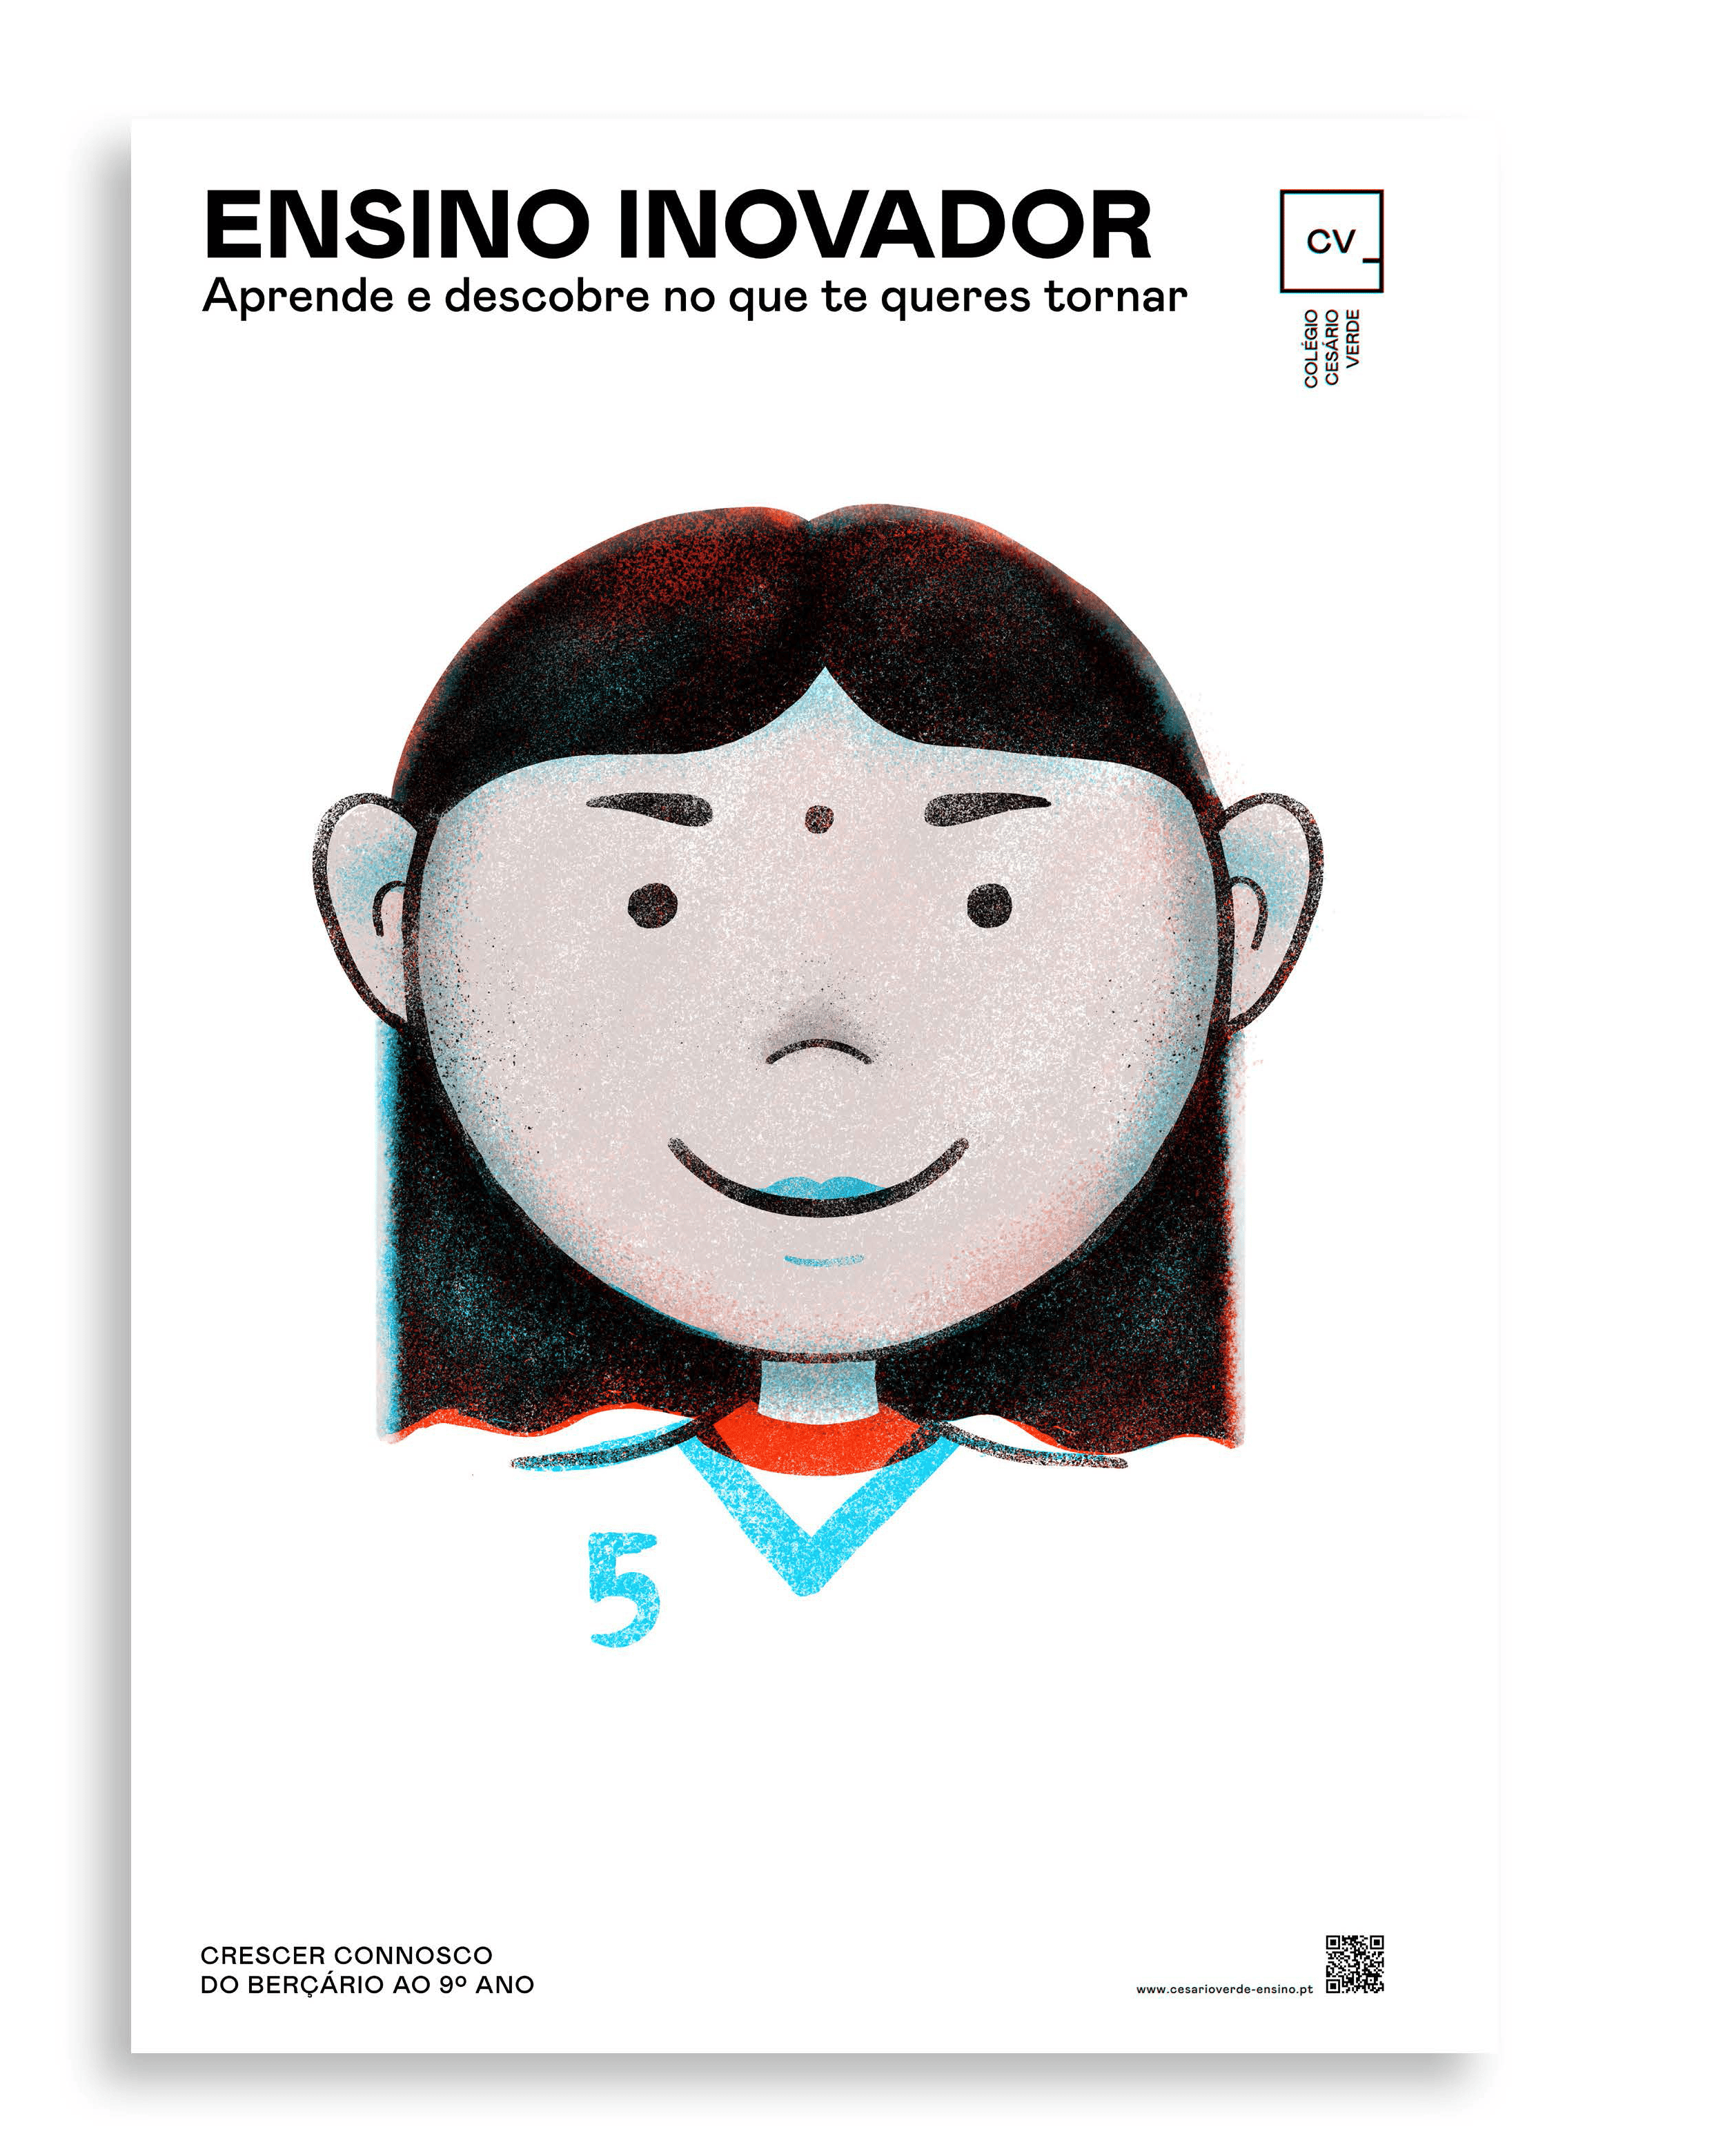 ENSINO INOVADOR
Aprende e descobre no que te queres tornar
CV
COLÉGIO
CESÁRIO
VERDE
5
CRESCER CONNOSCO
DO BERÇÁRIO AO 9º ANO
www.cesarioverde-ensino.pt